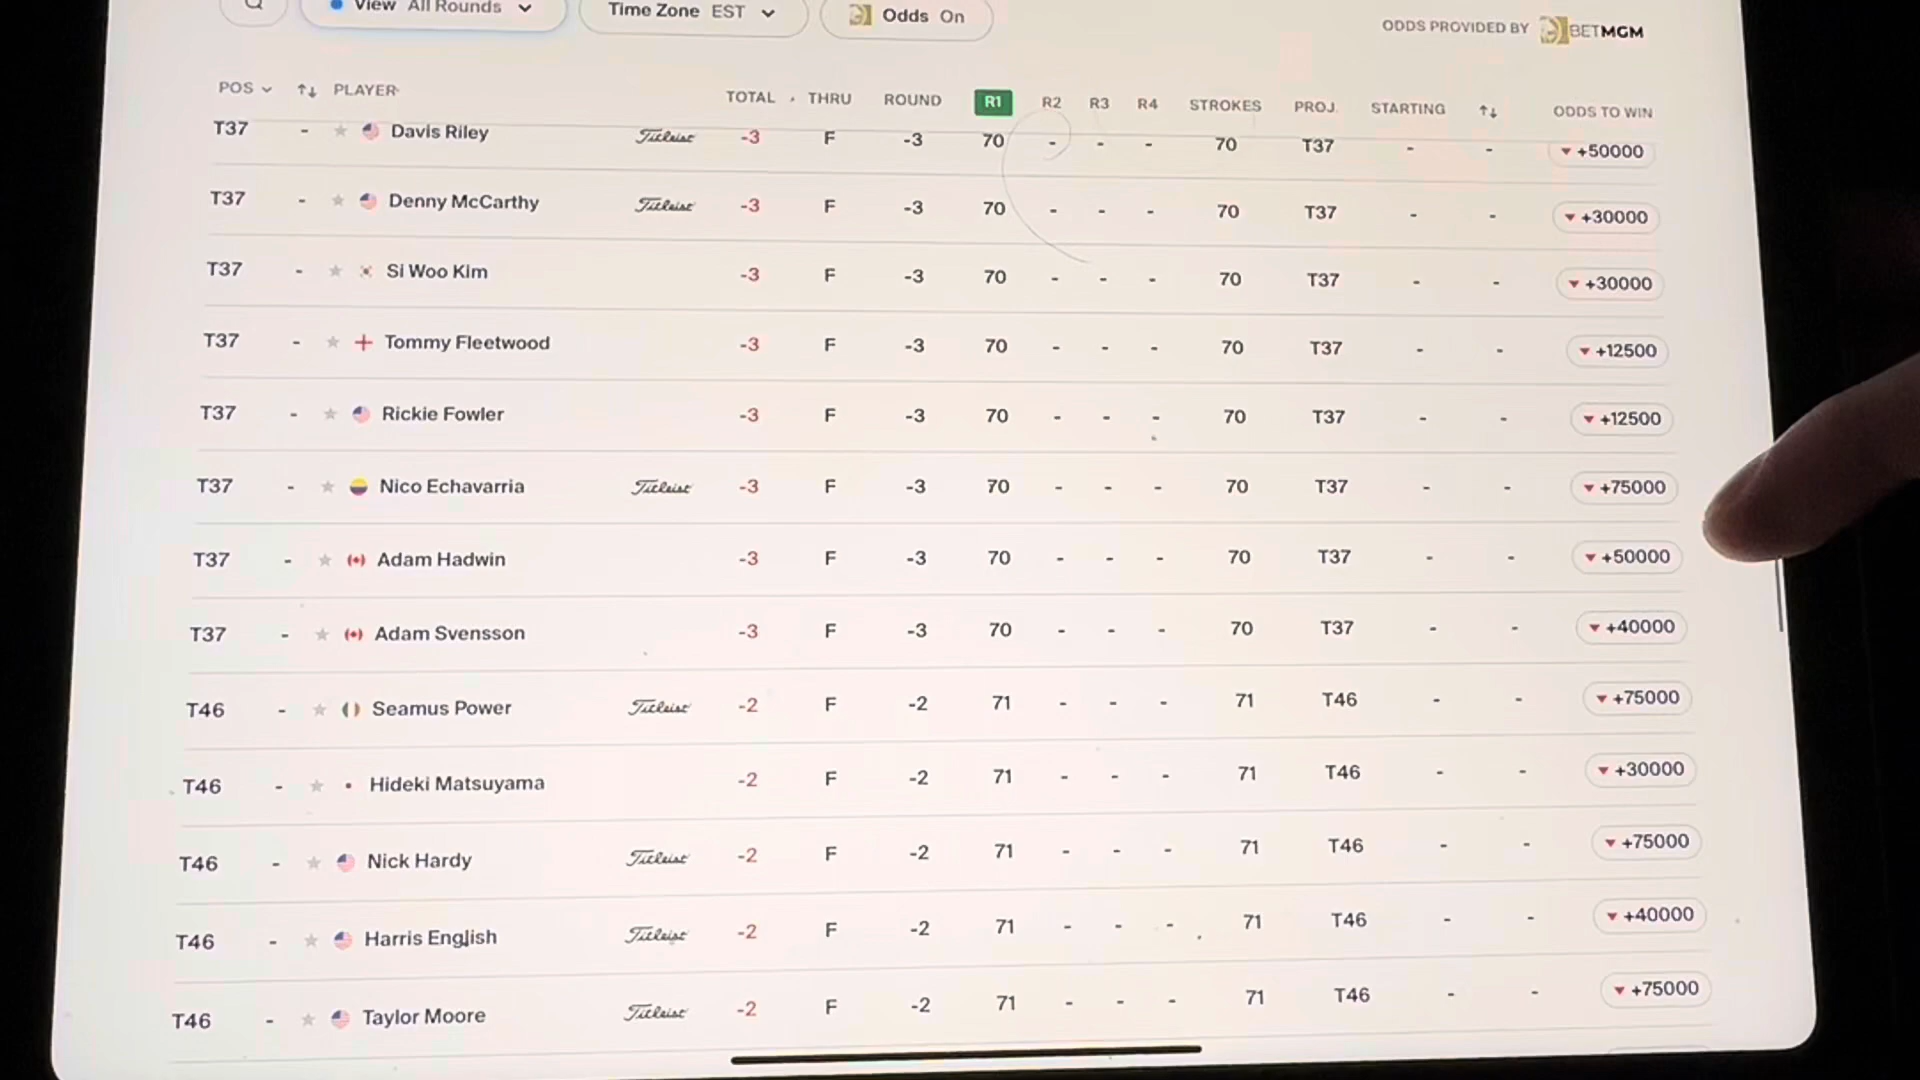 View All Rounds Time Zone EST Odds On ODDS PROVIDED BY BETMGM
POS PLAYER TOTAL THRU ROUND R1 R2 R3 R4 STROKES PROJ. STARTING ODDS TO WIN
T37 - Davis Riley Titleist -3 F -3 70 - - - 70 T37 - - +50000
T37 - Denny McCarthy Titleist -3 F -3 70 - - - 70 T37 - - +30000
T37 - Si Woo Kim -3 F -3 70 - - - 70 T37 - - +30000
T37 - Tommy Fleetwood -3 F -3 70 - - - 70 T37 - - +12500
T37 - Rickie Fowler -3 F -3 70 - - - 70 T37 - - +12500
T37 - Nico Echavarria Titleist -3 F -3 70 - - - 70 T37 - - +75000
T37 - Adam Hadwin -3 F -3 70 - - - 70 T37 - - +50000
T37 - Adam Svensson -3 F -3 70 - - - 70 T37 - - +40000
T46 - Seamus Power Titleist -2 F -2 71 - - - 71 T46 - - +75000
T46 - Hideki Matsuyama -2 F -2 71 - - - 71 T46 - - +30000
T46 - Nick Hardy Titleist -2 F -2 71 - - - 71 T46 - - +75000
T46 - Harris English Titleist -2 F -2 71 - - - 71 T46 - - +40000
T46 - Taylor Moore Titleist -2 F -2 71 - - - 71 T46 - - +75000